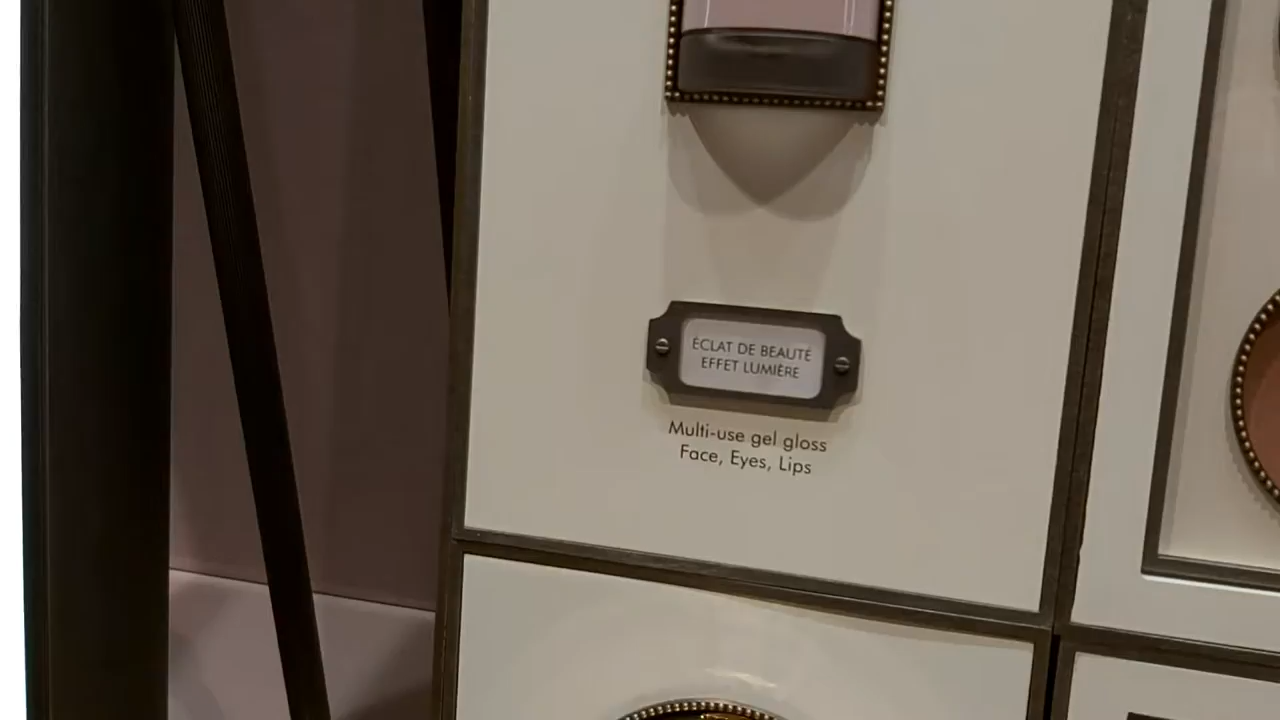 ÉCLAT DE BEAUTÉ
EFFET LUMIÈRE
Multi-use gel gloss
Face, Eyes, Lips